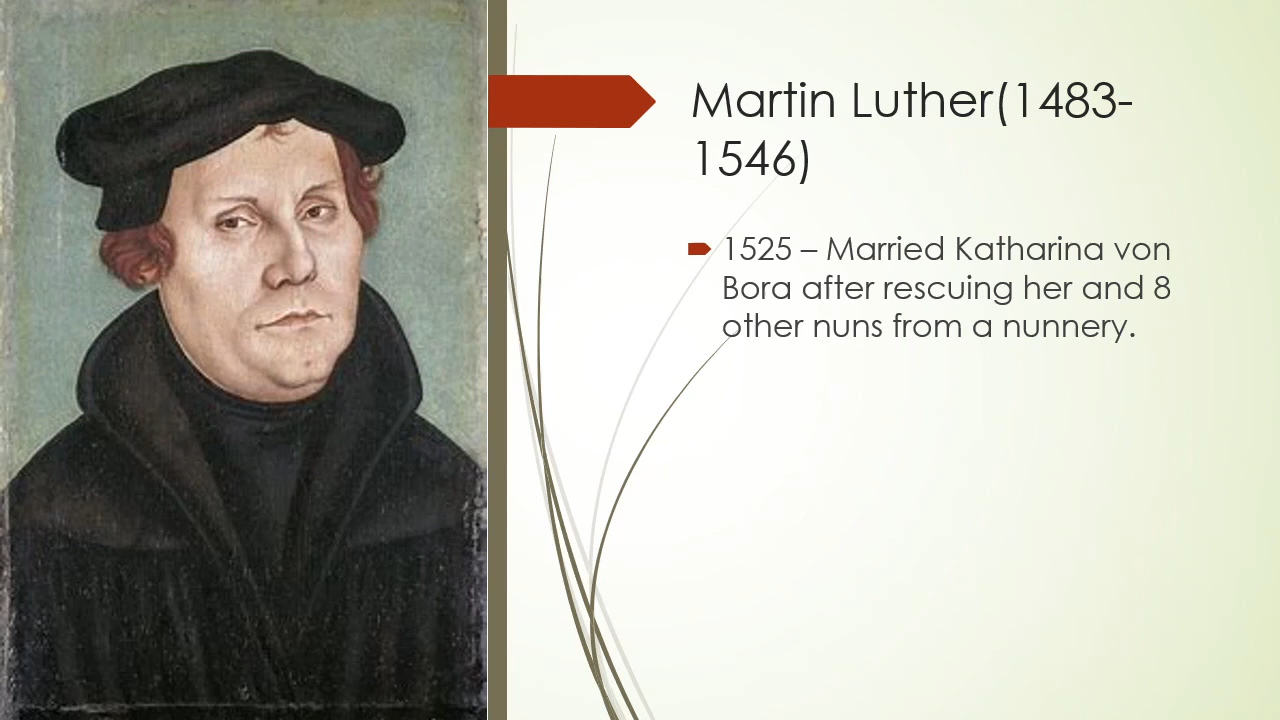 Martin Luther(1483-
1546)
1525 – Married Katharina von
Bora after rescuing her and 8
other nuns from a nunnery.